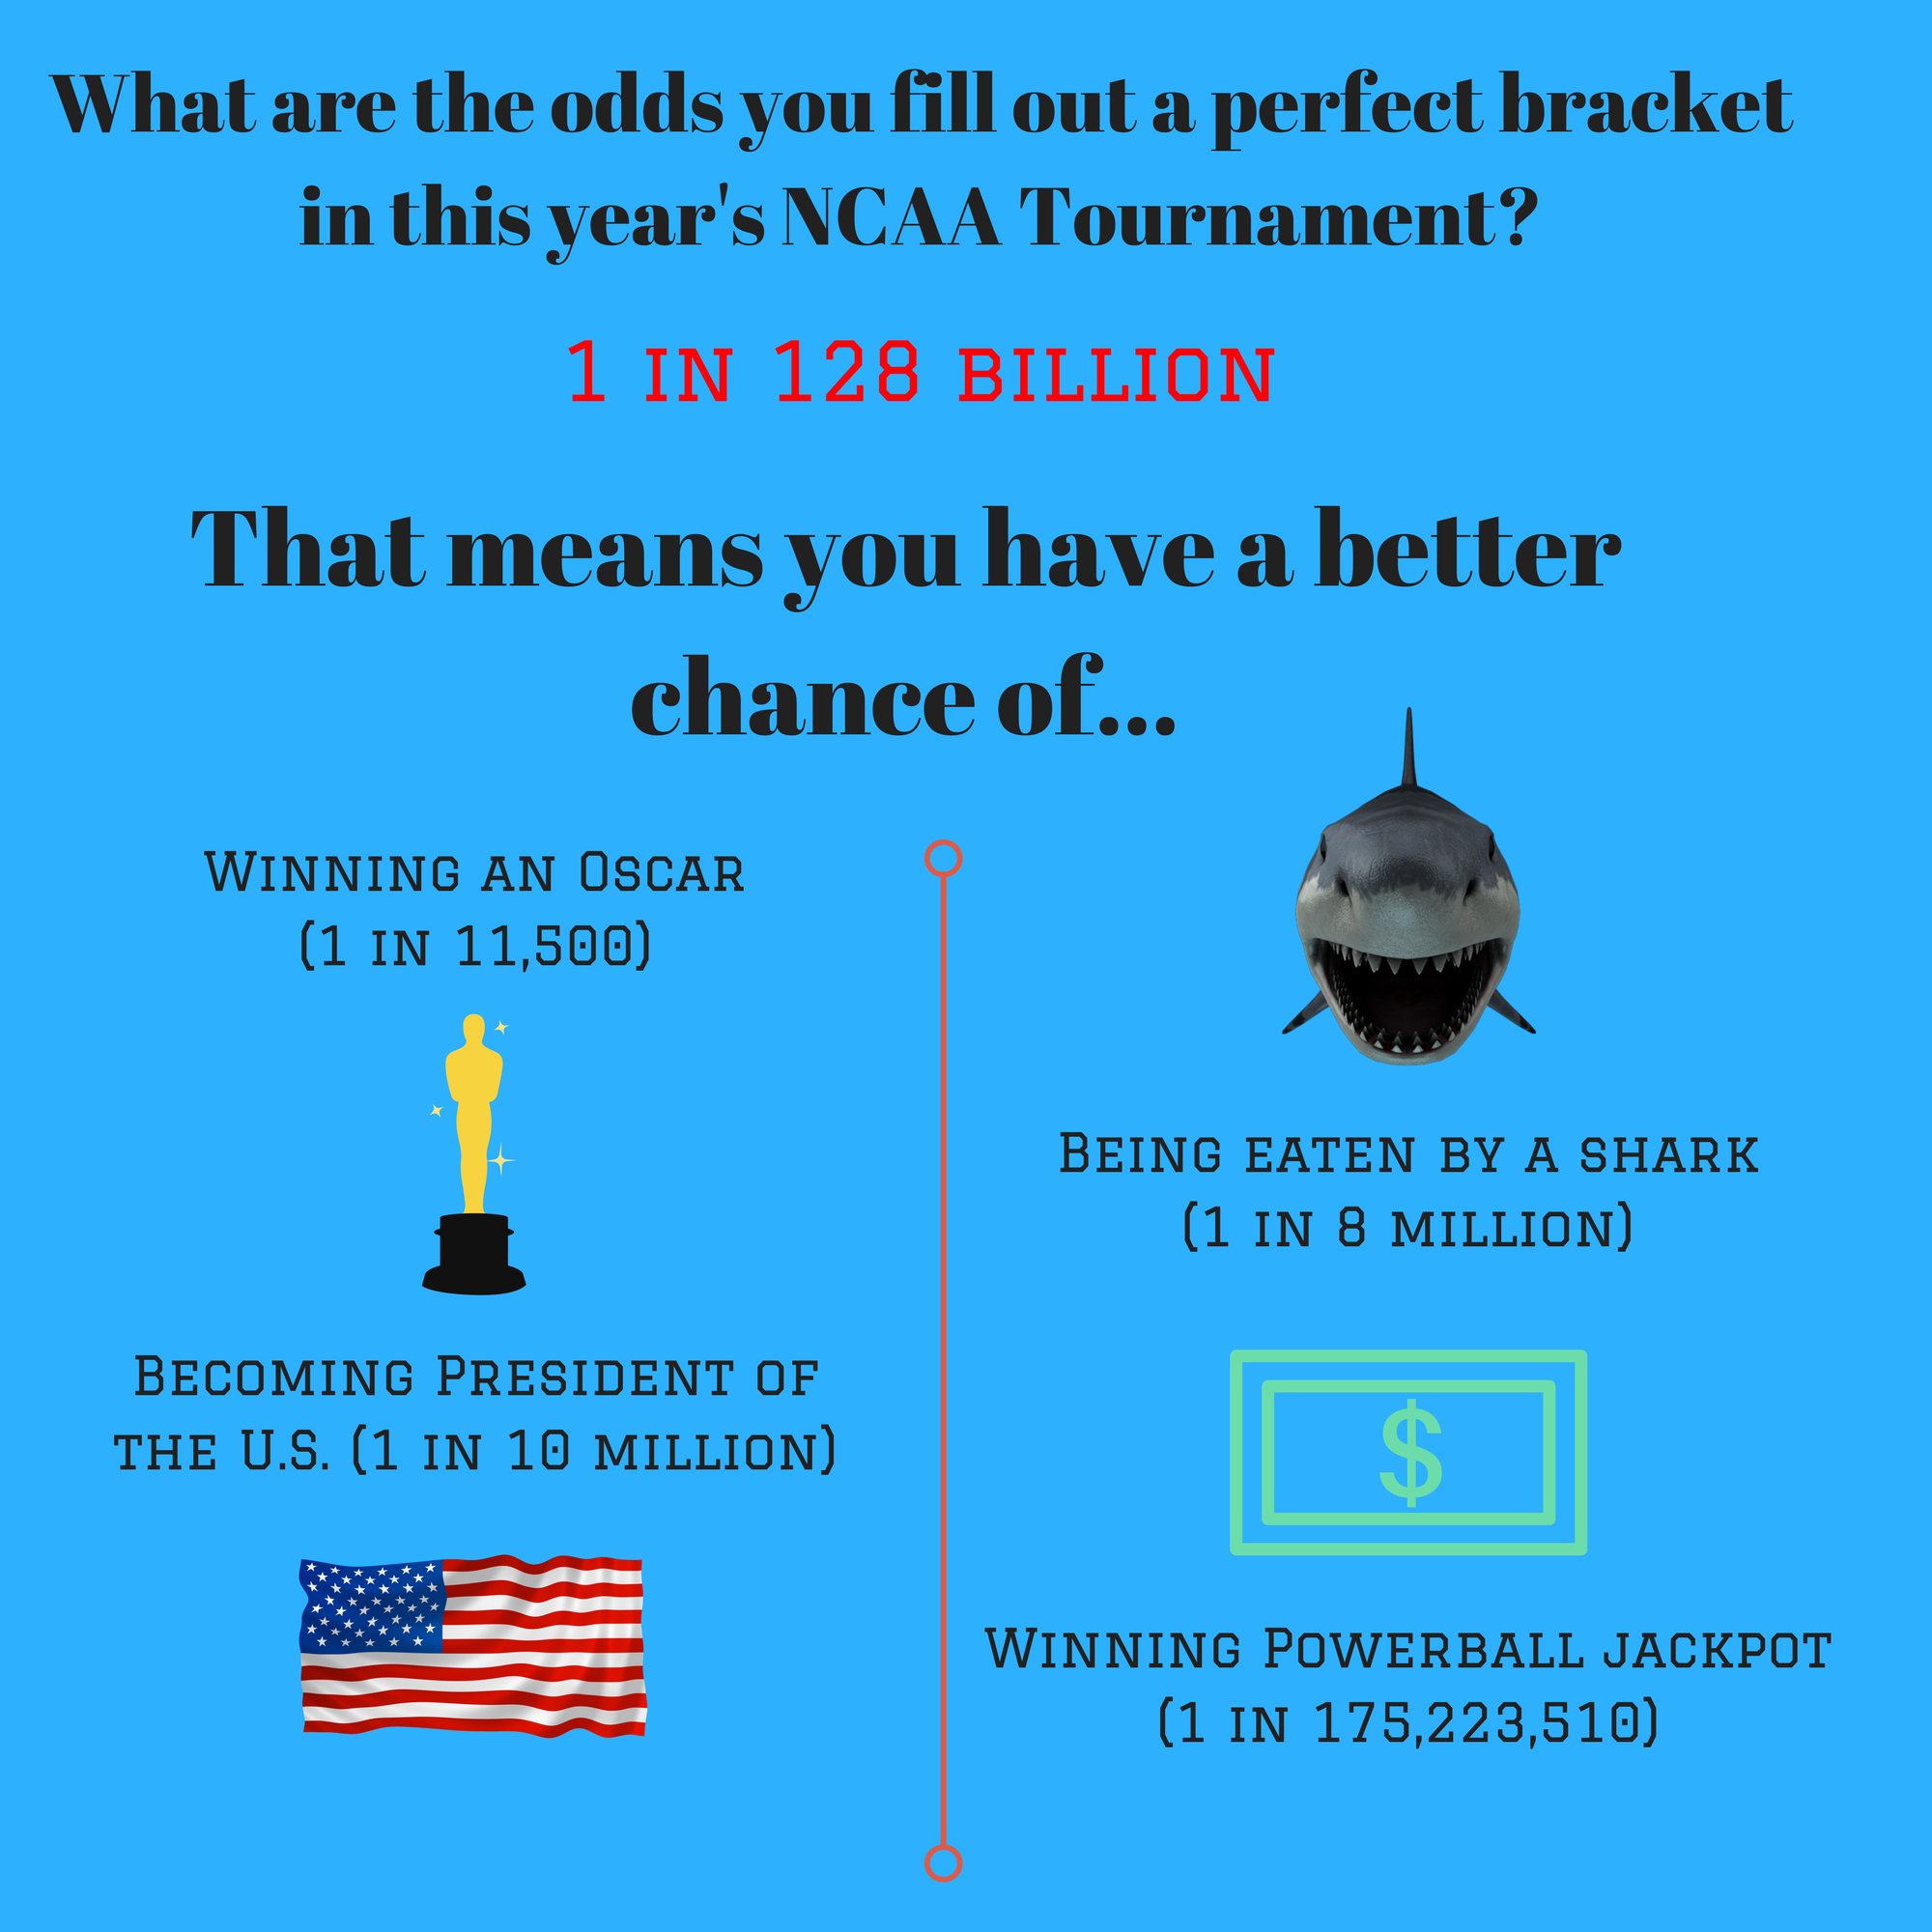 What are the odds you fill out a perfect bracket
in this year's NCAA Tournament?
1 in 128 billion
That means you have a better
chance of...
Winning an Oscar
(1 in 11,500)
Becoming President of
the U.S. (1 in 10 million)
Being eaten by a shark
(1 in 8 million)
$
Winning Powerball jackpot
(1 in 175,223,510)